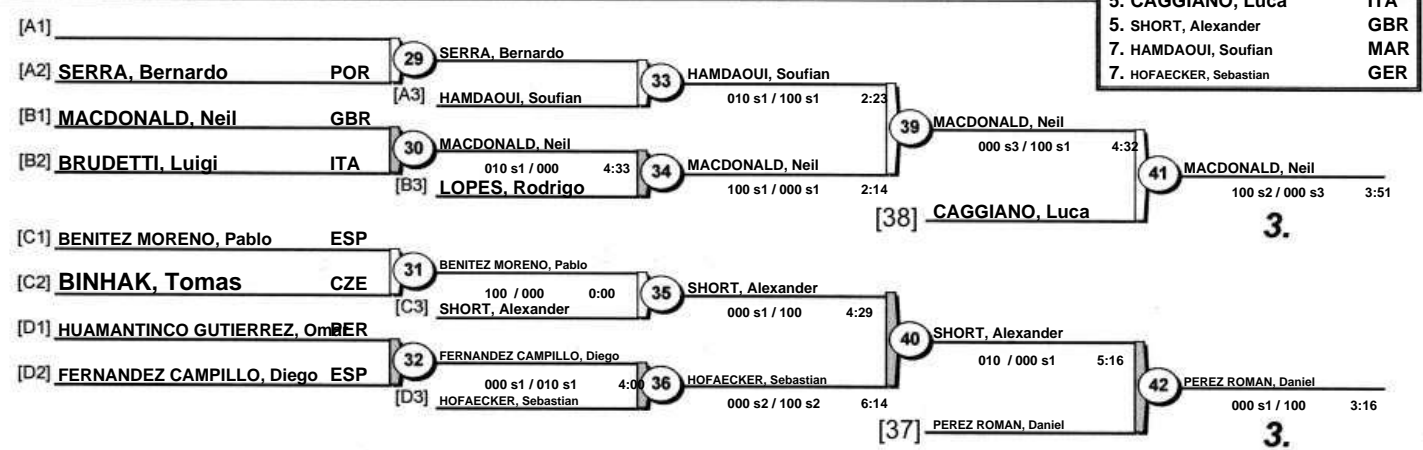 5. CAGGIANO, Luca ITA
5. SHORT, Alexander GBR
7. HAMDAOUI, Soufian MAR
7. HOFAECKER, Sebastian GER
[A1]
[A2] SERRA, Bernardo POR
29 SERRA, Bernardo
[A3] HAMDAOUI, Soufian
33 HAMDAOUI, Soufian
010 s1 / 100 s1 2:23
[B1] MACDONALD, Neil GBR
[B2] BRUDETTI, Luigi ITA
30 MACDONALD, Neil
010 s1 / 000 4:33
[B3] LOPES, Rodrigo
34 MACDONALD, Neil
100 s1 / 000 s1 2:14
39 MACDONALD, Neil
000 s3 / 100 s1 4:32
[38] CAGGIANO, Luca
41 MACDONALD, Neil
100 s2 / 000 s3 3:51
3.
[C1] BENITEZ MORENO, Pablo ESP
[C2] BINHAK, Tomas CZE
31 BENITEZ MORENO, Pablo
100 / 000 0:00
[C3] SHORT, Alexander
35 SHORT, Alexander
000 s1 / 100 4:29
[D1] HUAMANTINCO GUTIERREZ, Omar PER
[D2] FERNANDEZ CAMPILLO, Diego ESP
32 FERNANDEZ CAMPILLO, Diego
000 s1 / 010 s1 4:00
[D3] HOFAECKER, Sebastian
36 HOFAECKER, Sebastian
000 s2 / 100 s2 6:14
40 SHORT, Alexander
010 / 000 s1 5:16
[37] PEREZ ROMAN, Daniel
42 PEREZ ROMAN, Daniel
000 s1 / 100 3:16
3.